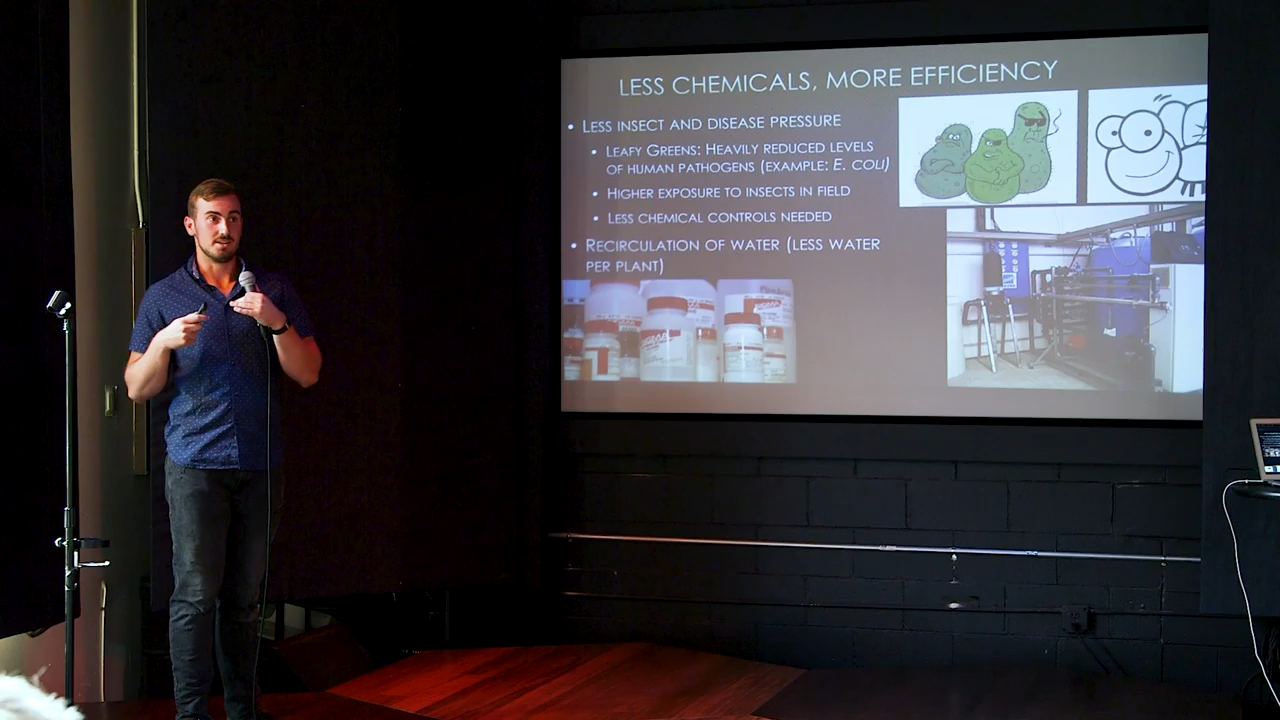 LESS CHEMICALS, MORE EFFICIENCY
• LESS INSECT AND DISEASE PRESSURE
• LEAFY GREENS: HEAVILY REDUCED LEVELS
OF HUMAN PATHOGENS (EXAMPLE: E. COLI)
• HIGHER EXPOSURE TO INSECTS IN FIELD
• LESS CHEMICAL CONTROLS NEEDED
• RECIRCULATION OF WATER (LESS WATER
PER PLANT)